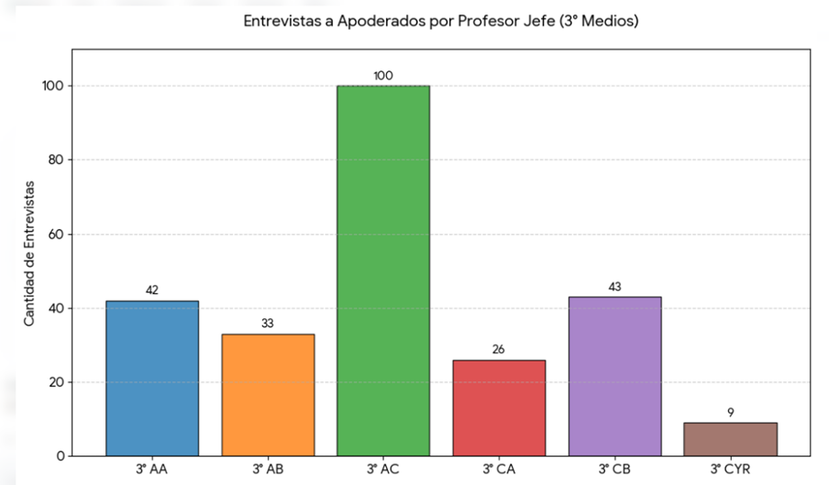 Entrevistas a Apoderados por Profesor Jefe (3° Medios)
Cantidad de Entrevistas
100
80
60
40
20
0
42
33
100
26
43
9
3° AA
3° AB
3° AC
3° CA
3° CB
3° CYR